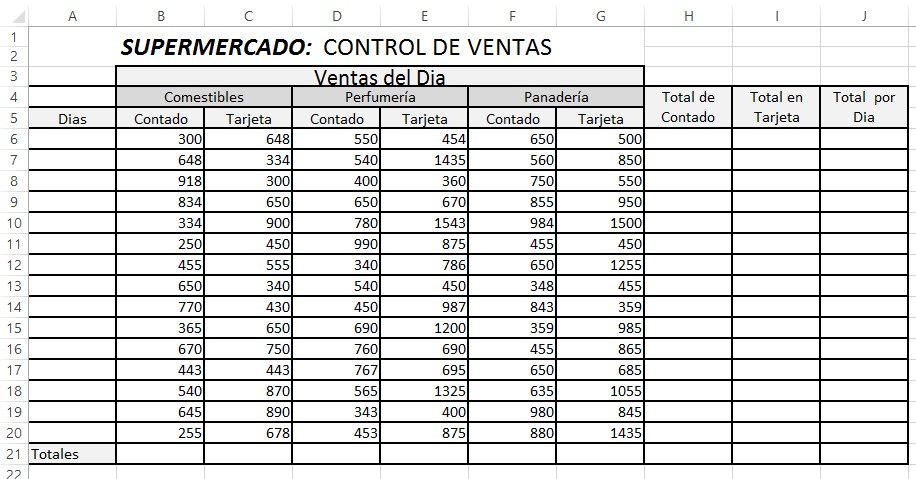 A B C D E F G H I J
1 SUPERMERCADO: CONTROL DE VENTAS
2
3 Ventas del Dia
4 Comestibles Perfumería Panadería Total de Contado Total en Tarjeta Total por Dia
5 Dias Contado Tarjeta Contado Tarjeta Contado Tarjeta
6 300 648 550 454 650 500
7 648 334 540 1435 560 850
8 918 300 400 360 750 550
9 834 650 650 670 855 950
10 334 900 780 1543 984 1500
11 250 450 990 875 455 450
12 455 555 340 786 650 1255
13 650 340 540 450 348 455
14 770 430 450 987 843 359
15 365 650 690 1200 359 985
16 670 750 760 690 455 865
17 443 443 767 695 650 685
18 540 870 565 1325 635 1055
19 645 890 343 400 980 845
20 255 678 453 875 880 1435
21 Totales
22